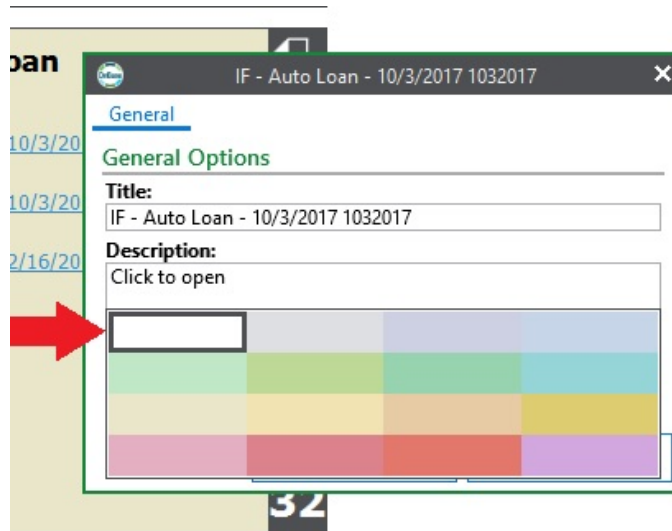 oan
IF - Auto Loan - 10/3/2017 1032017
General
10/3/20
General Options
Title:
10/3/20
IF - Auto Loan - 10/3/2017 1032017
Description:
2/16/20
Click to open
32